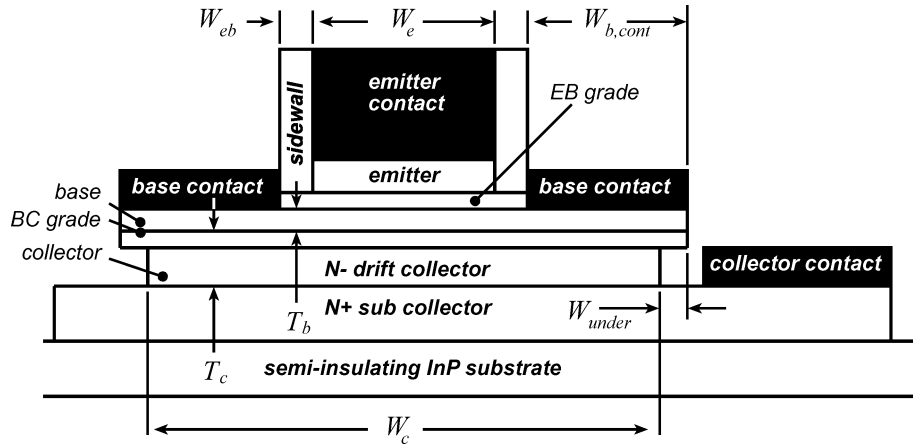 W_eb
W_e
W_b,cont
emitter
contact
EB grade
sidewall
emitter
base contact
base contact
base
BC grade
collector
N- drift collector
collector contact
N+ sub collector
T_b
W_under
T_c
semi-insulating InP substrate
W_c